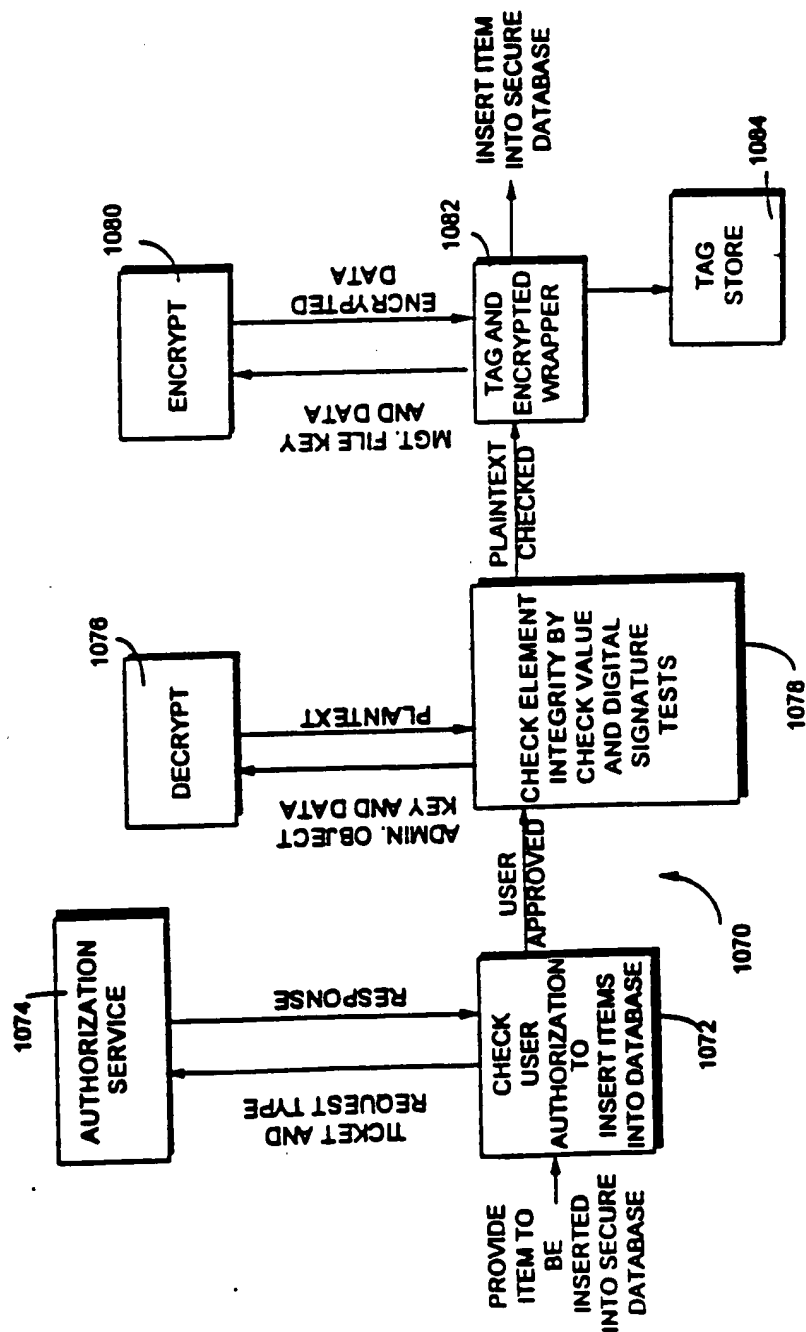 PROVIDE
ITEM TO
BE
INSERTED
INTO SECURE
DATABASE
CHECK
USER
AUTHORIZATION
TO
INSERT ITEMS
INTO DATABASE
1072
TICKET AND
REQUEST TYPE
RESPONSE
AUTHORIZATION
SERVICE
1074
1070
USER
APPROVED
CHECK ELEMENT
INTEGRITY BY
CHECK VALUE
AND DIGITAL
SIGNATURE
TESTS
1078
ADMIN. OBJECT
KEY AND DATA
PLAINTEXT
DECRYPT
1076
PLAINTEXT
CHECKED
TAG AND
ENCRYPTED
WRAPPER
1082
MGT. FILE KEY
AND DATA
ENCRYPTED
DATA
ENCRYPT
1080
INSERT ITEM
INTO SECURE
DATABASE
TAG
STORE
1084